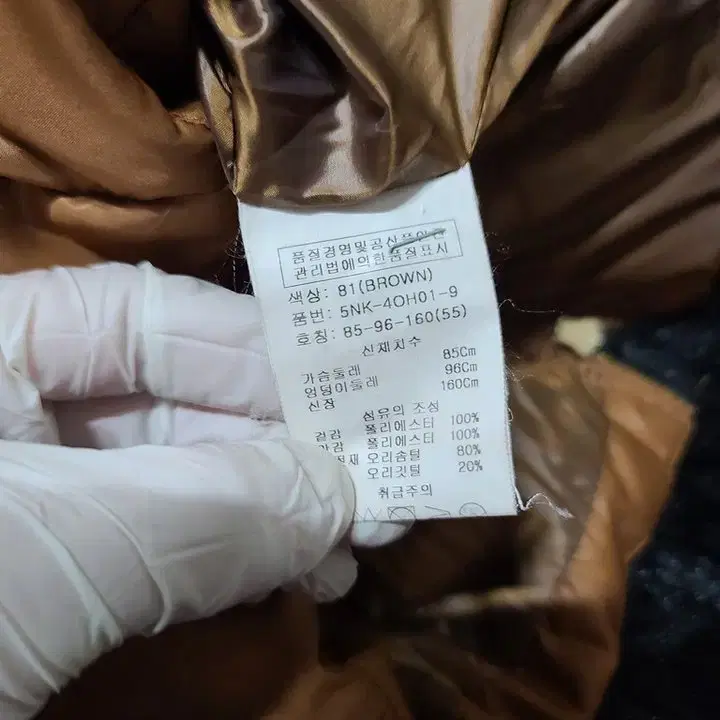 품질경영및공산품안전
관리법에의한품질표시
색상: 81(BROWN)
품번: 5NK-4OH01-9
호칭: 85-96-160(55)
신체치수
가슴둘레 85Cm
엉덩이둘레 96Cm
신장 160Cm
섬유의 조성
겉감 폴리에스터 100%
폴리에스터 100%
오리솜털 80%
오리깃털 20%
취급주의